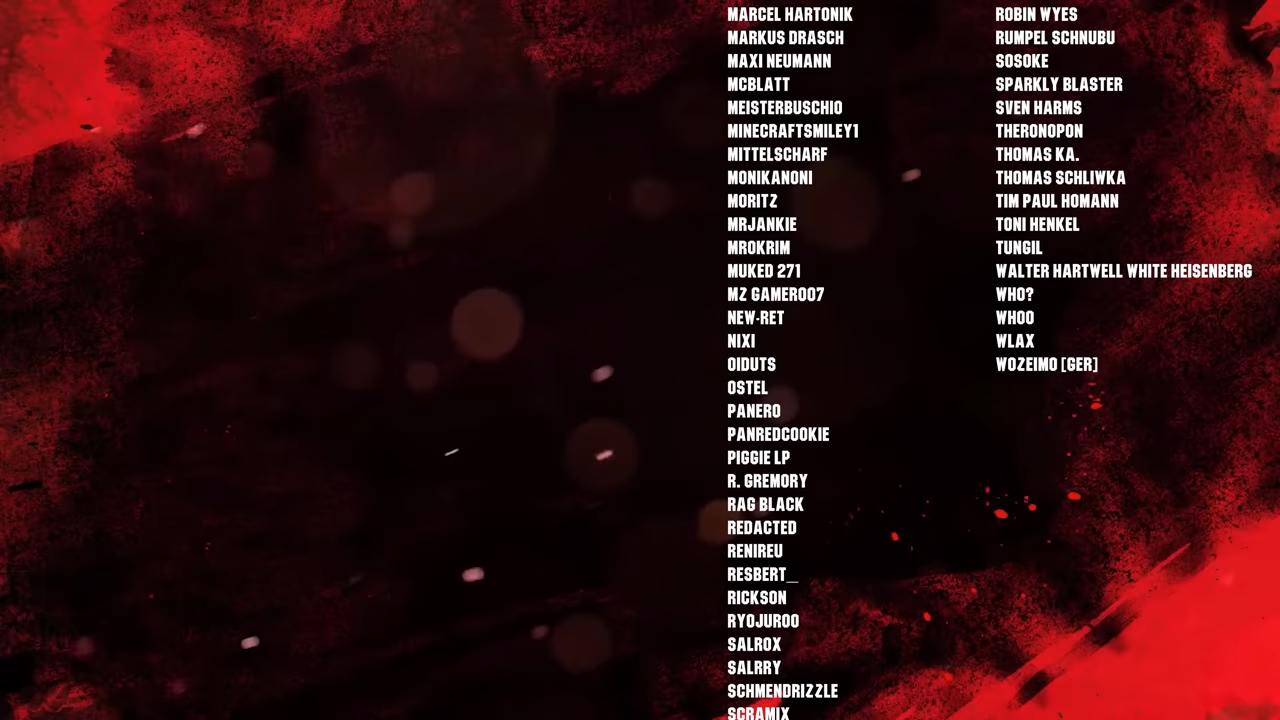 MARCEL HARTONIK
MARKUS DRASCH
MAXI NEUMANN
MCBLATT
MEISTERBUSCHIO
MINECRAFTSMILEY1
MITTELSCHARF
MONIKANONI
MORITZ
MRJANKIE
MROKRIM
MUKED 271
MZ GAMER007
NEW-RET
NIXI
OIDUTS
OSTEL
PANERO
PANREDCOOKIE
PIGGIE LP
R. GREMORY
RAG BLACK
REDACTED
RENIREU
RESBERT_
RICKSON
RYOJUROO
SALROX
SALRRY
SCHMENDRIZZLE
SCRAMIX
ROBIN WYES
RUMPEL SCHNUBU
SOSOKE
SPARKLY BLASTER
SVEN HARMS
THERONOPON
THOMAS KA.
THOMAS SCHLIWKA
TIM PAUL HOMANN
TONI HENKEL
TUNGIL
WALTER HARTWELL WHITE HEISENBERG
WHO?
WHOO
WLAX
WOZEIMO [GER]